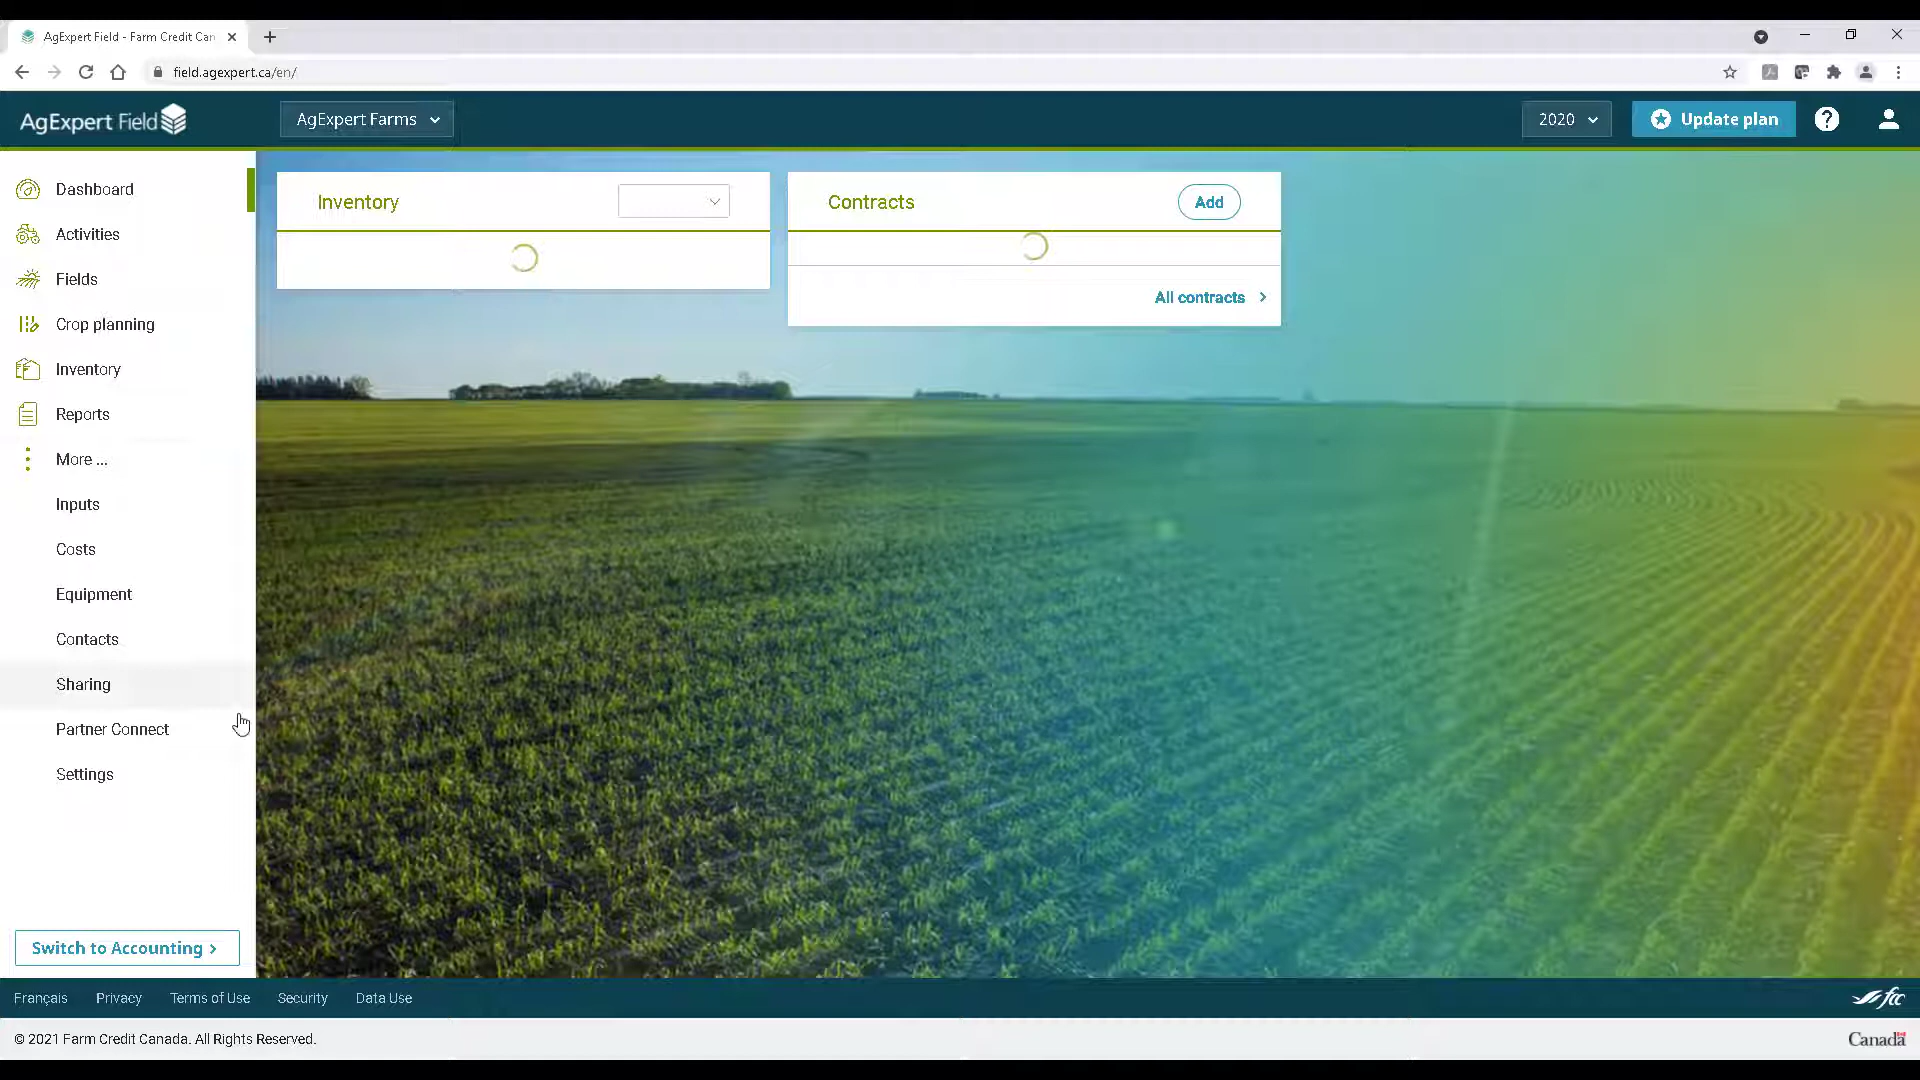 AgExpert Field - Farm Credit Can
field.agexpert.ca/en/
AgExpert Field
AgExpert Farms
2020
Update plan
Dashboard
Activities
Fields
Crop planning
Inventory
Reports
More ...
Inputs
Costs
Equipment
Contacts
Sharing
Partner Connect
Settings
Switch to Accounting
Inventory
Contracts
Add
All contracts
Français
Privacy
Terms of Use
Security
Data Use
fcc
© 2021 Farm Credit Canada. All Rights Reserved.
Canada